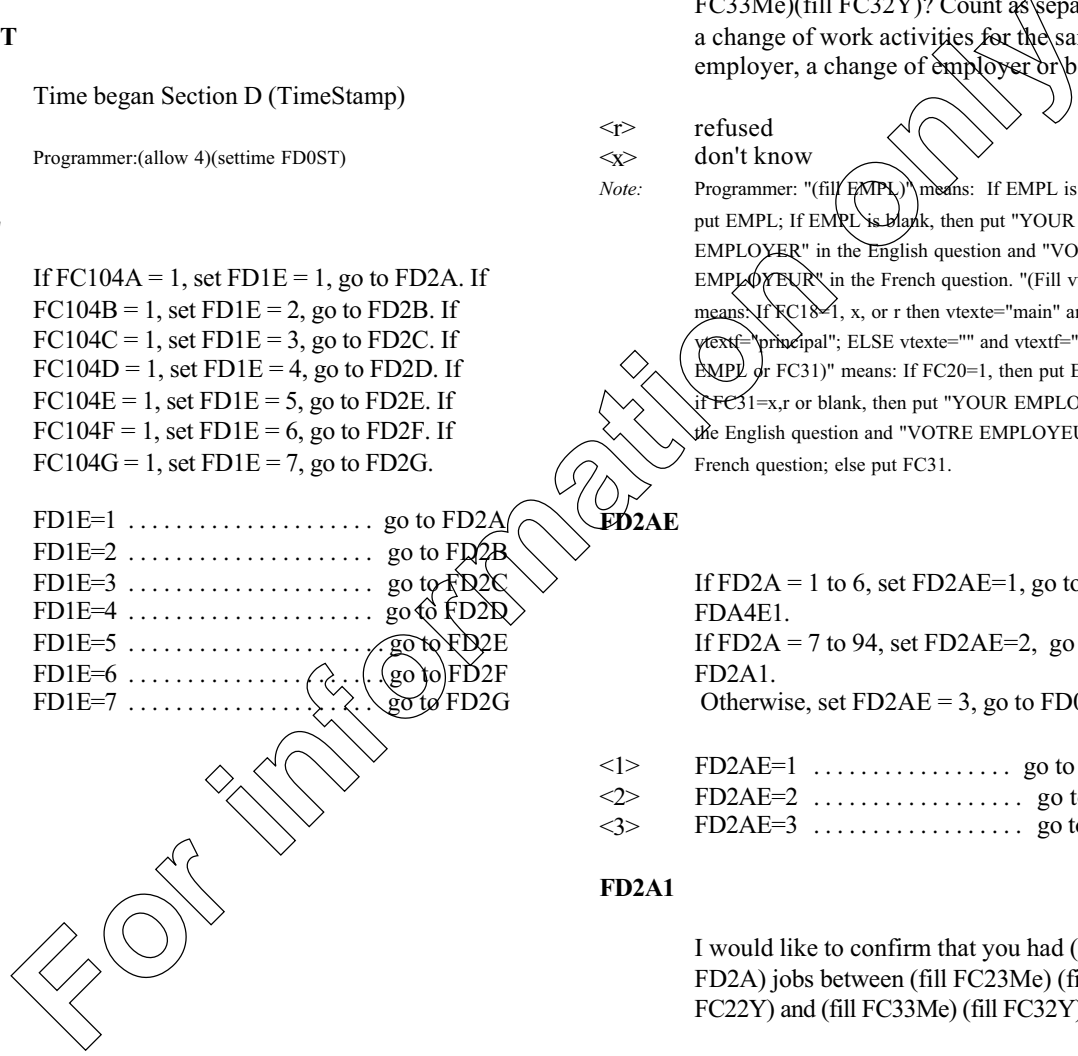 T
Time began Section D (TimeStamp)
Programmer:(allow 4)(settime FD0ST)
If FC104A = 1, set FD1E = 1, go to FD2A. If
FC104B = 1, set FD1E = 2, go to FD2B. If
FC104C = 1, set FD1E = 3, go to FD2C. If
FC104D = 1, set FD1E = 4, go to FD2D. If
FC104E = 1, set FD1E = 5, go to FD2E. If
FC104F = 1, set FD1E = 6, go to FD2F. If
FC104G = 1, set FD1E = 7, go to FD2G.
FD1E=1 . . . . . . . . . . . . . . . . . . . . . go to FD2A
FD1E=2 . . . . . . . . . . . . . . . . . . . . . go to FD2B
FD1E=3 . . . . . . . . . . . . . . . . . . . . . go to FD2C
FD1E=4 . . . . . . . . . . . . . . . . . . . . . go to FD2D
FD1E=5 . . . . . . . . . . . . . . . . . . . . . go to FD2E
FD1E=6 . . . . . . . . . . . . . . . . . . . . . go to FD2F
FD1E=7 . . . . . . . . . . . . . . . . . . . . . go to FD2G
FC33Me)(fill FC32Y)? Count as
a change of work activities for the
employer, a change of employer or
<r> refused
<x> don't know
Note: Programmer: "(fill EMPL)" means: If EMPL is
put EMPL; If EMPL is blank, then put "YOUR
EMPLOYER" in the English question and
EMPLOYEUR" in the French question. "(Fill
means: If FC18=1, x, or r then vtexte="main"
vtextf="principal"; ELSE vtexte="" and vtextf="
EMPL or FC31)" means: If FC20=1, then put
if FC31=x,r or blank, then put "YOUR
the English question and "VOTRE
French question; else put FC31.
FD2AE
If FD2A = 1 to 6, set FD2AE=1, go to
FDA4E1.
If FD2A = 7 to 94, set FD2AE=2, go
FD2A1.
Otherwise, set FD2AE = 3, go to
<1> FD2AE=1 . . . . . . . . . . . . . . . . . go to
<2> FD2AE=2 . . . . . . . . . . . . . . . . . . go
<3> FD2AE=3 . . . . . . . . . . . . . . . . . . go
FD2A1
I would like to confirm that you had (
FD2A) jobs between (fill FC23Me)
FC22Y) and (fill FC33Me) (fill FC32Y)
For information only